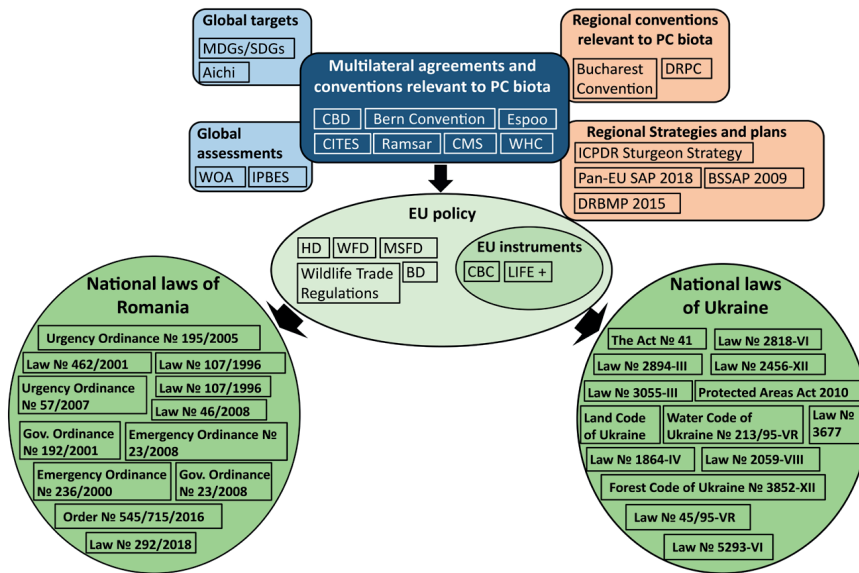 Global targets
MDGs/SDGs
Aichi
Multilateral agreements and
conventions relevant to PC biota
CBD
Bern Convention
Espoo
CITES
Ramsar
CMS
WHC
Regional conventions
relevant to PC biota
Bucharest
Convention
DRPC
Global
assessments
WOA
IPBES
Regional Strategies and plans
ICPDR Sturgeon Strategy
Pan-EU SAP 2018
BSSAP 2009
DRBMP 2015
EU policy
HD
WFD
MSFD
Wildlife Trade
Regulations
BD
EU instruments
CBC
LIFE +
National laws of
Romania
Urgency Ordinance № 195/2005
Law № 462/2001
Law № 107/1996
Urgency Ordinance
№ 57/2007
Law № 107/1996
Law № 46/2008
Gov. Ordinance
№ 192/2001
Emergency Ordinance №
23/2008
Emergency Ordinance
№ 236/2000
Gov. Ordinance
№ 23/2008
Order № 545/715/2016
Law № 292/2018
National laws
of Ukraine
The Act № 41
Law № 2818-VI
Law № 2894-III
Law № 2456-XII
Law № 3055-III
Protected Areas Act 2010
Land Code
of Ukraine
Water Code of
Ukraine № 213/95-VR
Law №
3677
Law № 1864-IV
Law № 2059-VIII
Forest Code of Ukraine № 3852-XII
Law № 45/95-VR
Law № 5293-VI